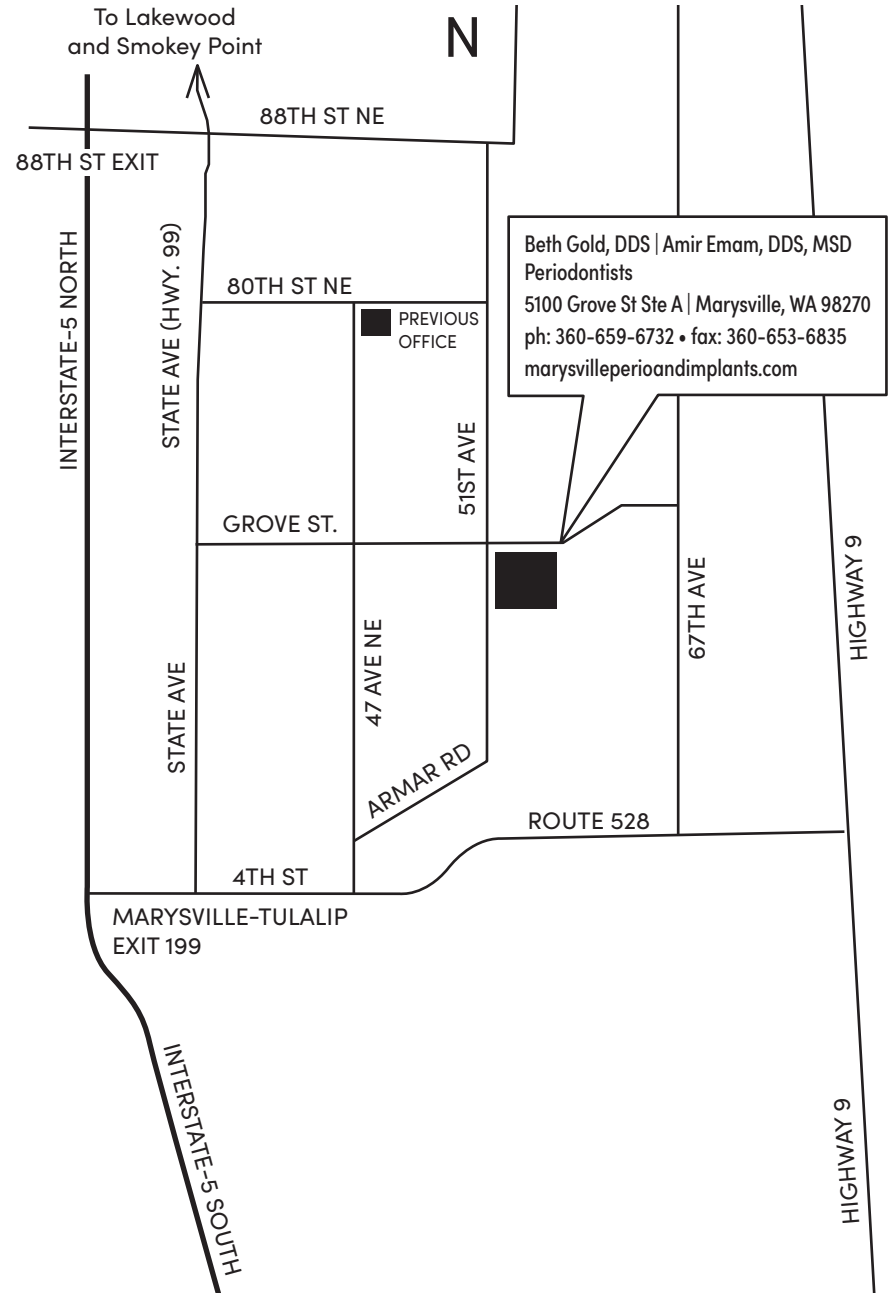 To Lakewood
and Smokey Point
N
88TH ST NE
88TH ST EXIT
INTERSTATE-5 NORTH
STATE AVE (HWY. 99)
80TH ST NE
PREVIOUS
OFFICE
Beth Gold, DDS | Amir Emam, DDS, MSD
Periodontists
5100 Grove St Ste A | Marysville, WA 98270
ph: 360-659-6732 • fax: 360-653-6835
marysvilleperioandimplants.com
51ST AVE
GROVE ST.
67TH AVE
HIGHWAY 9
STATE AVE
47 AVE NE
ARMAR RD
ROUTE 528
4TH ST
MARYSVILLE-TULALIP
EXIT 199
INTERSTATE-5 SOUTH
HIGHWAY 9